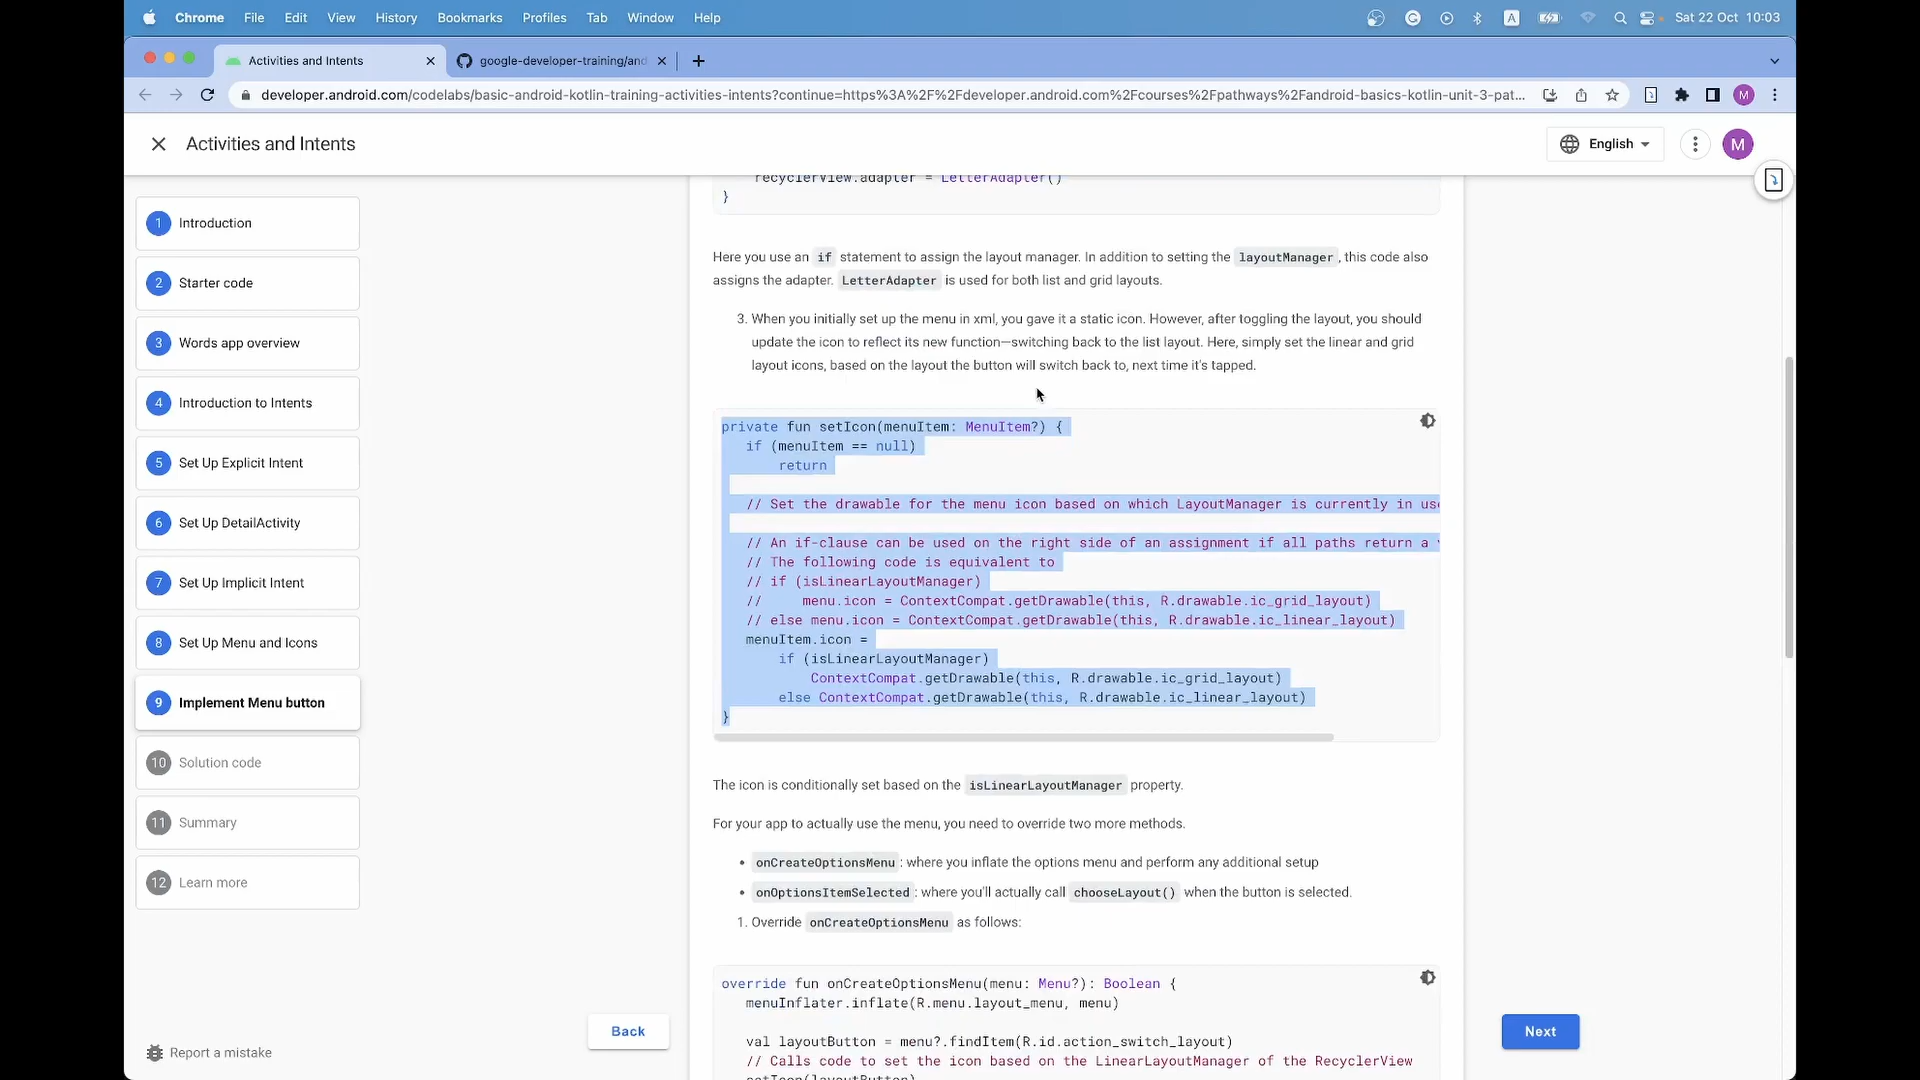 Chrome File Edit View History Bookmarks Profiles Tab Window Help A Sat 22 Oct 10:03
Activities and Intents google-developer-training/and
developer.android.com/codelabs/basic-android-kotlin-training-activities-intents?continue=https%3A%2F%2Fdeveloper.android.com%2Fcourses%2Fpathways%2Fandroid-basics-kotlin-unit-3-pat... M
Activities and Intents English M
1 Introduction
2 Starter code
3 Words app overview
4 Introduction to Intents
5 Set Up Explicit Intent
6 Set Up DetailActivity
7 Set Up Implicit Intent
8 Set Up Menu and Icons
9 Implement Menu button
10 Solution code
11 Summary
12 Learn more
Report a mistake
recyclerView.adapter = LetterAdapter()
}
Here you use an if statement to assign the layout manager. In addition to setting the layoutManager, this code also
assigns the adapter. LetterAdapter is used for both list and grid layouts.
3. When you initially set up the menu in xml, you gave it a static icon. However, after toggling the layout, you should
update the icon to reflect its new function—switching back to the list layout. Here, simply set the linear and grid
layout icons, based on the layout the button will switch back to, next time it's tapped.
private fun setIcon(menuItem: MenuItem?) {
if (menuItem == null)
return
// Set the drawable for the menu icon based on which LayoutManager is currently in use
// An if-clause can be used on the right side of an assignment if all paths return a
// The following code is equivalent to
// if (isLinearLayoutManager)
//     menu.icon = ContextCompat.getDrawable(this, R.drawable.ic_grid_layout)
// else menu.icon = ContextCompat.getDrawable(this, R.drawable.ic_linear_layout)
menuItem.icon =
if (isLinearLayoutManager)
ContextCompat.getDrawable(this, R.drawable.ic_grid_layout)
else ContextCompat.getDrawable(this, R.drawable.ic_linear_layout)
}
The icon is conditionally set based on the isLinearLayoutManager property.
For your app to actually use the menu, you need to override two more methods.
• onCreateOptionsMenu: where you inflate the options menu and perform any additional setup
• onOptionsItemSelected: where you'll actually call chooseLayout() when the button is selected.
1. Override onCreateOptionsMenu as follows:
override fun onCreateOptionsMenu(menu: Menu?): Boolean {
menuInflater.inflate(R.menu.layout_menu, menu)
val layoutButton = menu?.findItem(R.id.action_switch_layout)
// Calls code to set the icon based on the LinearLayoutManager of the RecyclerView
setIcon(layoutButton)
Back
Next